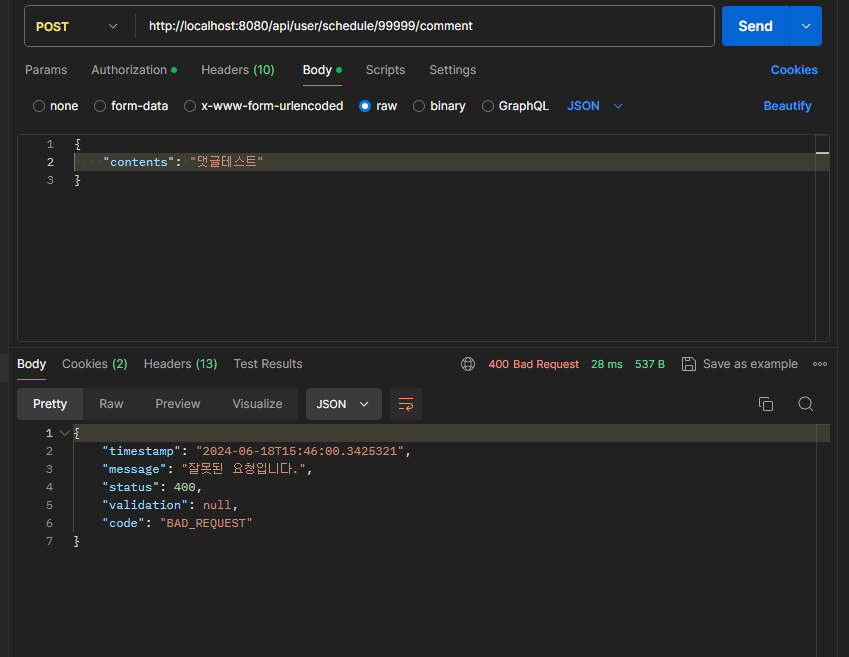 POST http://localhost:8080/api/user/schedule/99999/comment Send
Params Authorization Headers (10) Body Scripts Settings Cookies
none form-data x-www-form-urlencoded raw binary GraphQL JSON Beautify
1 {
2 "contents": "댓글테스트"
3 }
Body Cookies (2) Headers (13) Test Results 400 Bad Request 28 ms 537 B Save as example
Pretty Raw Preview Visualize JSON
1 {
2 "timestamp": "2024-06-18T15:46:00.3425321",
3 "message": "잘못된 요청입니다.",
4 "status": 400,
5 "validation": null,
6 "code": "BAD_REQUEST"
7 }